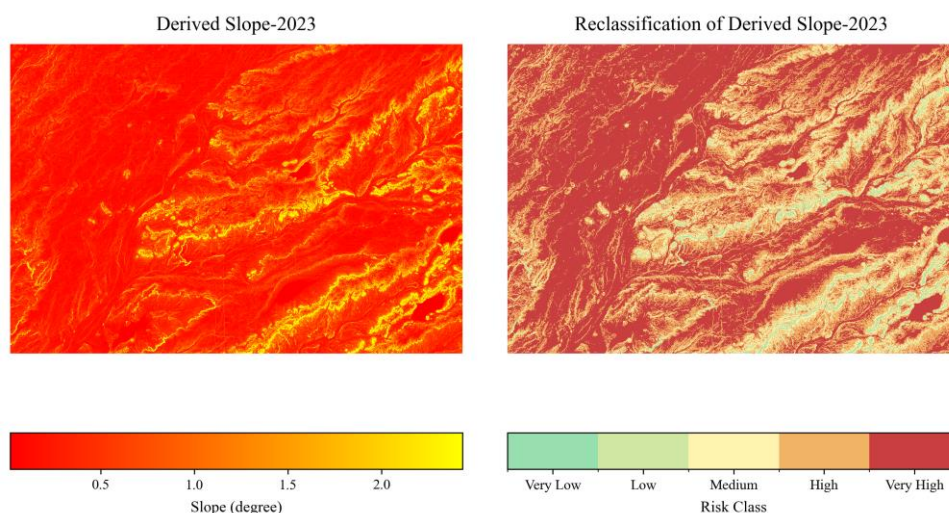 Derived Slope-2023
Reclassification of Derived Slope-2023
0.5 1.0 1.5 2.0
Slope (degree)
Very Low Low Medium High Very High
Risk Class